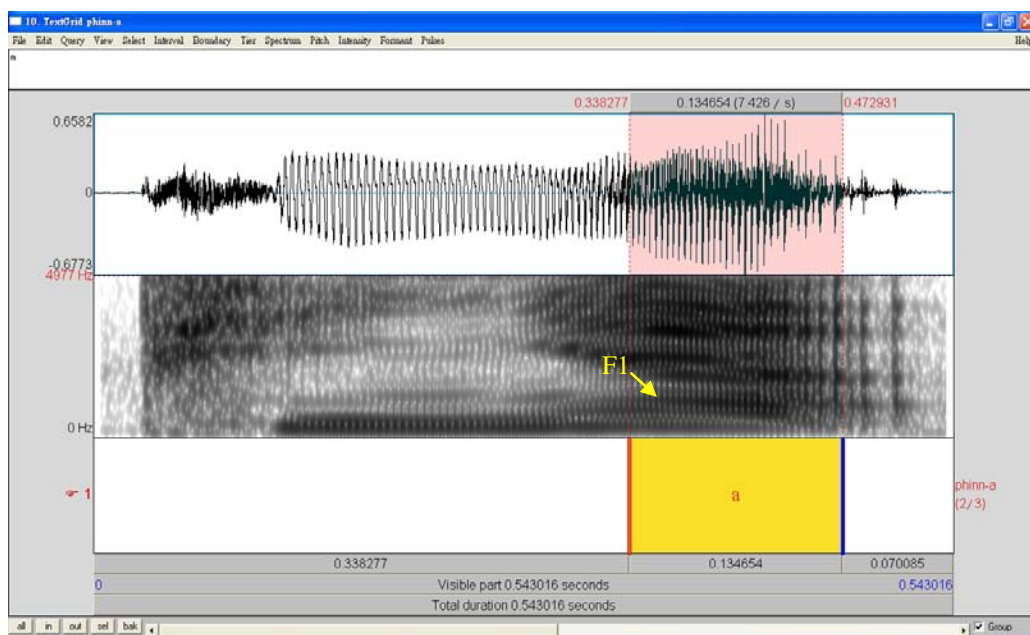 10. TextGrid phinn-a
File Edit Query View Select Interval Boundary Tier Spectrum Pitch Intensity Formant Pulses Help
a
0.338277 0.134654 (7.426 / s) 0.472931
0.6582
0
-0.6773
4977 Hz
F1
0 Hz
1
a
phinn-a
(2/3)
0.338277 0.134654 0.070085
0 Visible part 0.543016 seconds 0.543016
Total duration 0.543016 seconds
all in out sel bak Group